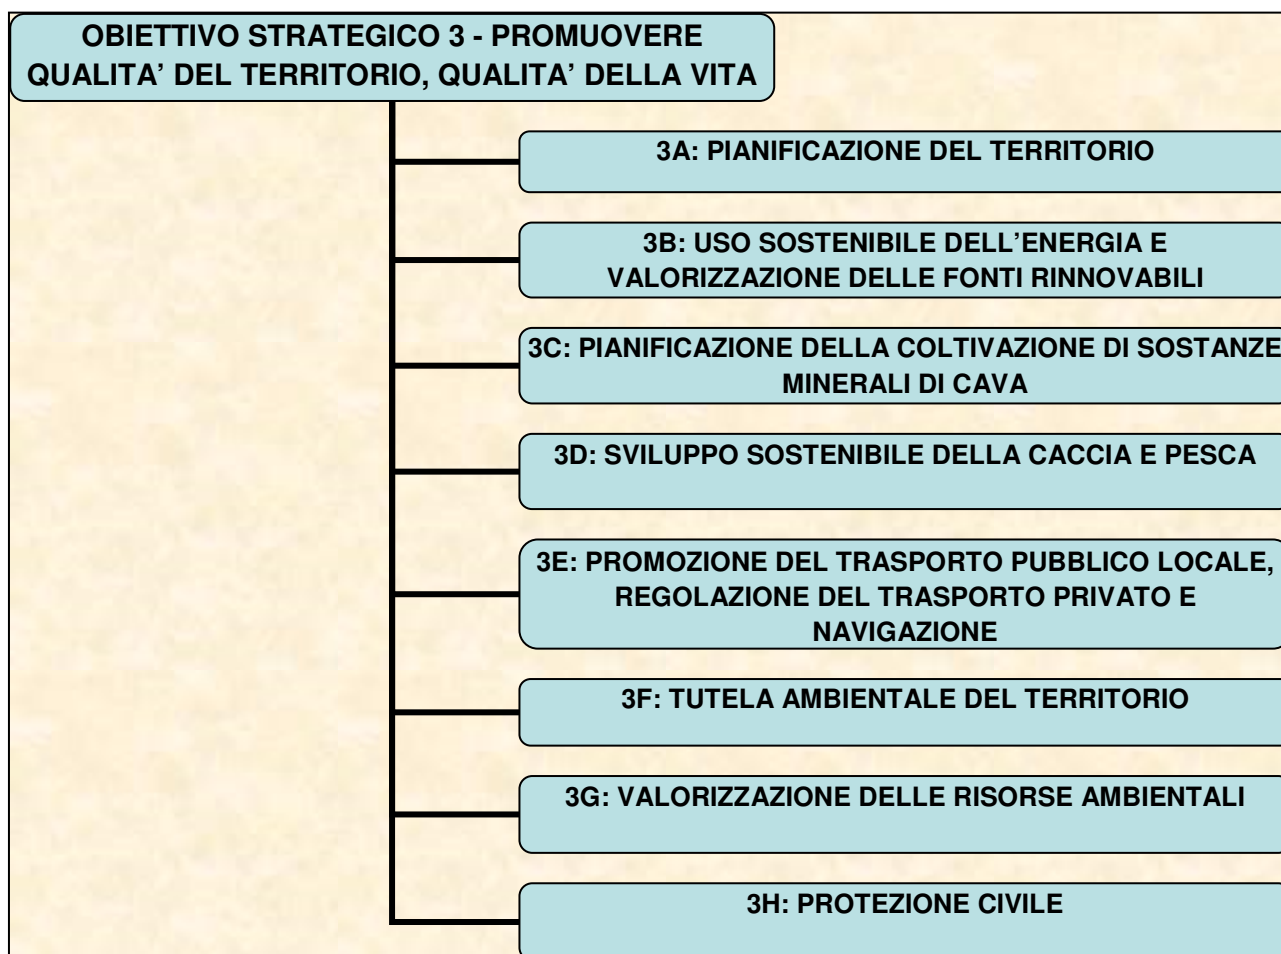 OBIETTIVO STRATEGICO 3 - PROMUOVERE
QUALITA’ DEL TERRITORIO, QUALITA’ DELLA VITA
3A: PIANIFICAZIONE DEL TERRITORIO
3B: USO SOSTENIBILE DELL’ENERGIA E
VALORIZZAZIONE DELLE FONTI RINNOVABILI
3C: PIANIFICAZIONE DELLA COLTIVAZIONE DI SOSTANZE
MINERALI DI CAVA
3D: SVILUPPO SOSTENIBILE DELLA CACCIA E PESCA
3E: PROMOZIONE DEL TRASPORTO PUBBLICO LOCALE,
REGOLAZIONE DEL TRASPORTO PRIVATO E
NAVIGAZIONE
3F: TUTELA AMBIENTALE DEL TERRITORIO
3G: VALORIZZAZIONE DELLE RISORSE AMBIENTALI
3H: PROTEZIONE CIVILE